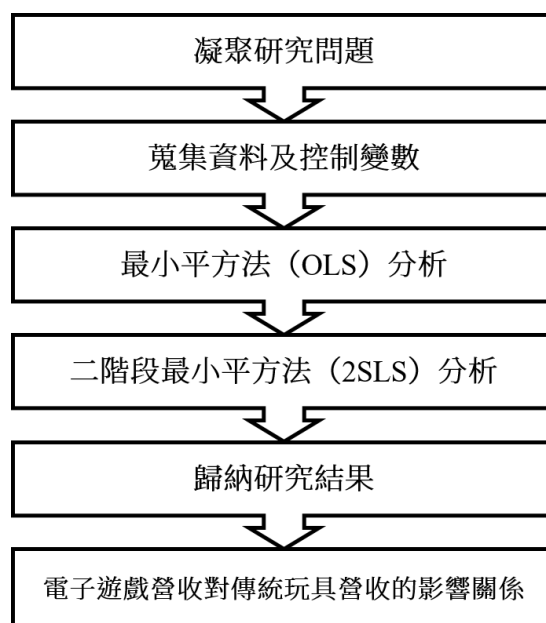 凝聚研究問題
蒐集資料及控制變數
最小平方法（OLS）分析
二階段最小平方法（2SLS）分析
歸納研究結果
電子遊戲營收對傳統玩具營收的影響關係